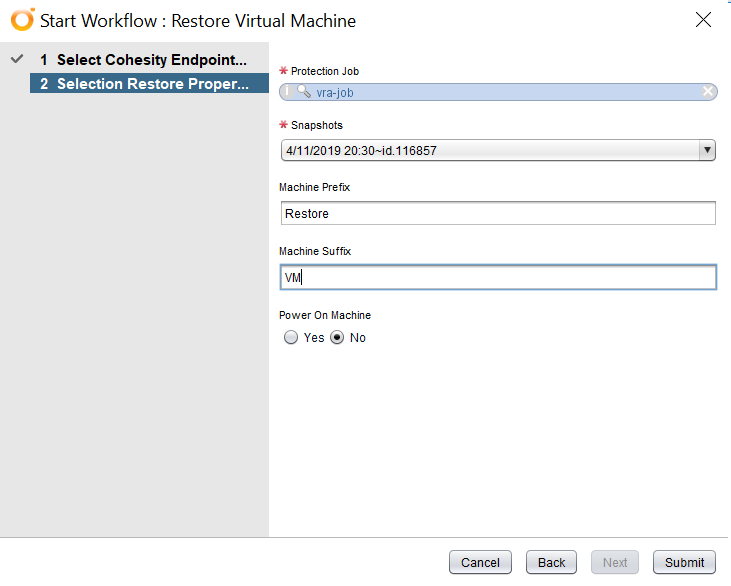 Start Workflow : Restore Virtual Machine
1 Select Cohesity Endpoint...
2 Selection Restore Proper...
* Protection Job
vra-job
* Snapshots
4/11/2019 20:30~id.116857
Machine Prefix
Restore
Machine Suffix
VM
Power On Machine
Yes No
Cancel Back Next Submit